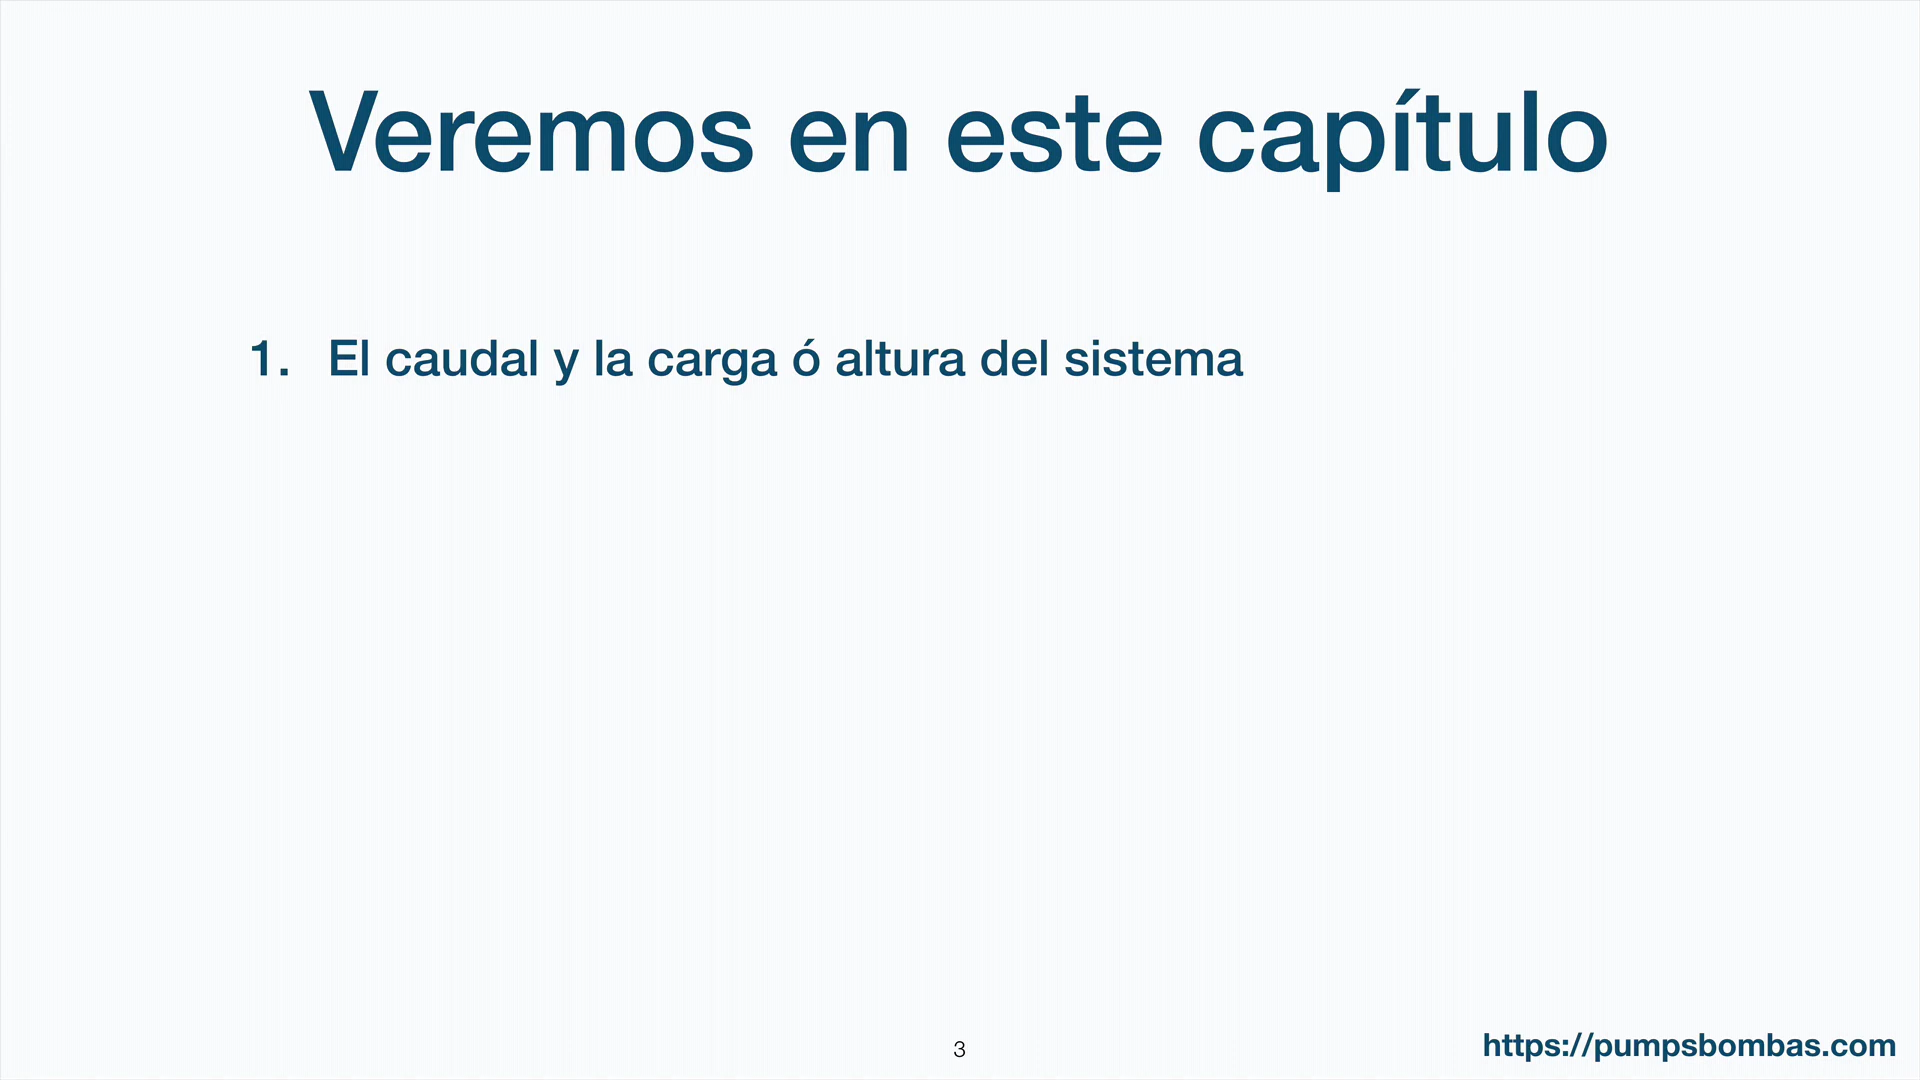 Veremos en este capítulo
1. El caudal y la carga ó altura del sistema
3
https://pumpsbombas.com